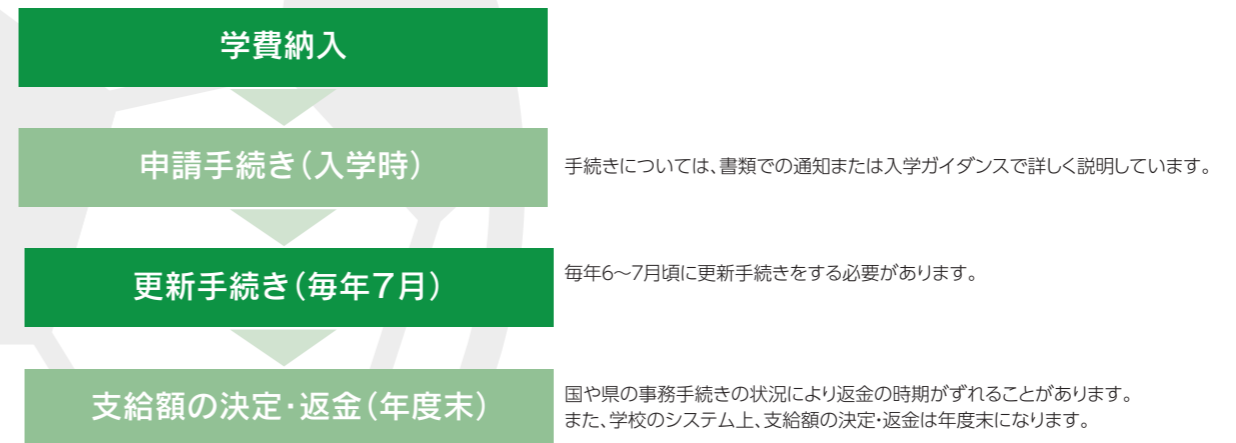 学費納入
申請手続き(入学時)
手続きについては、書類での通知または入学ガイダンスで詳しく説明しています。
更新手続き(毎年7月)
毎年6〜7月頃に更新手続きをする必要があります。
支給額の決定・返金(年度末)
国や県の事務手続きの状況により返金の時期がずれることがあります。
また、学校のシステム上、支給額の決定・返金は年度末になります。